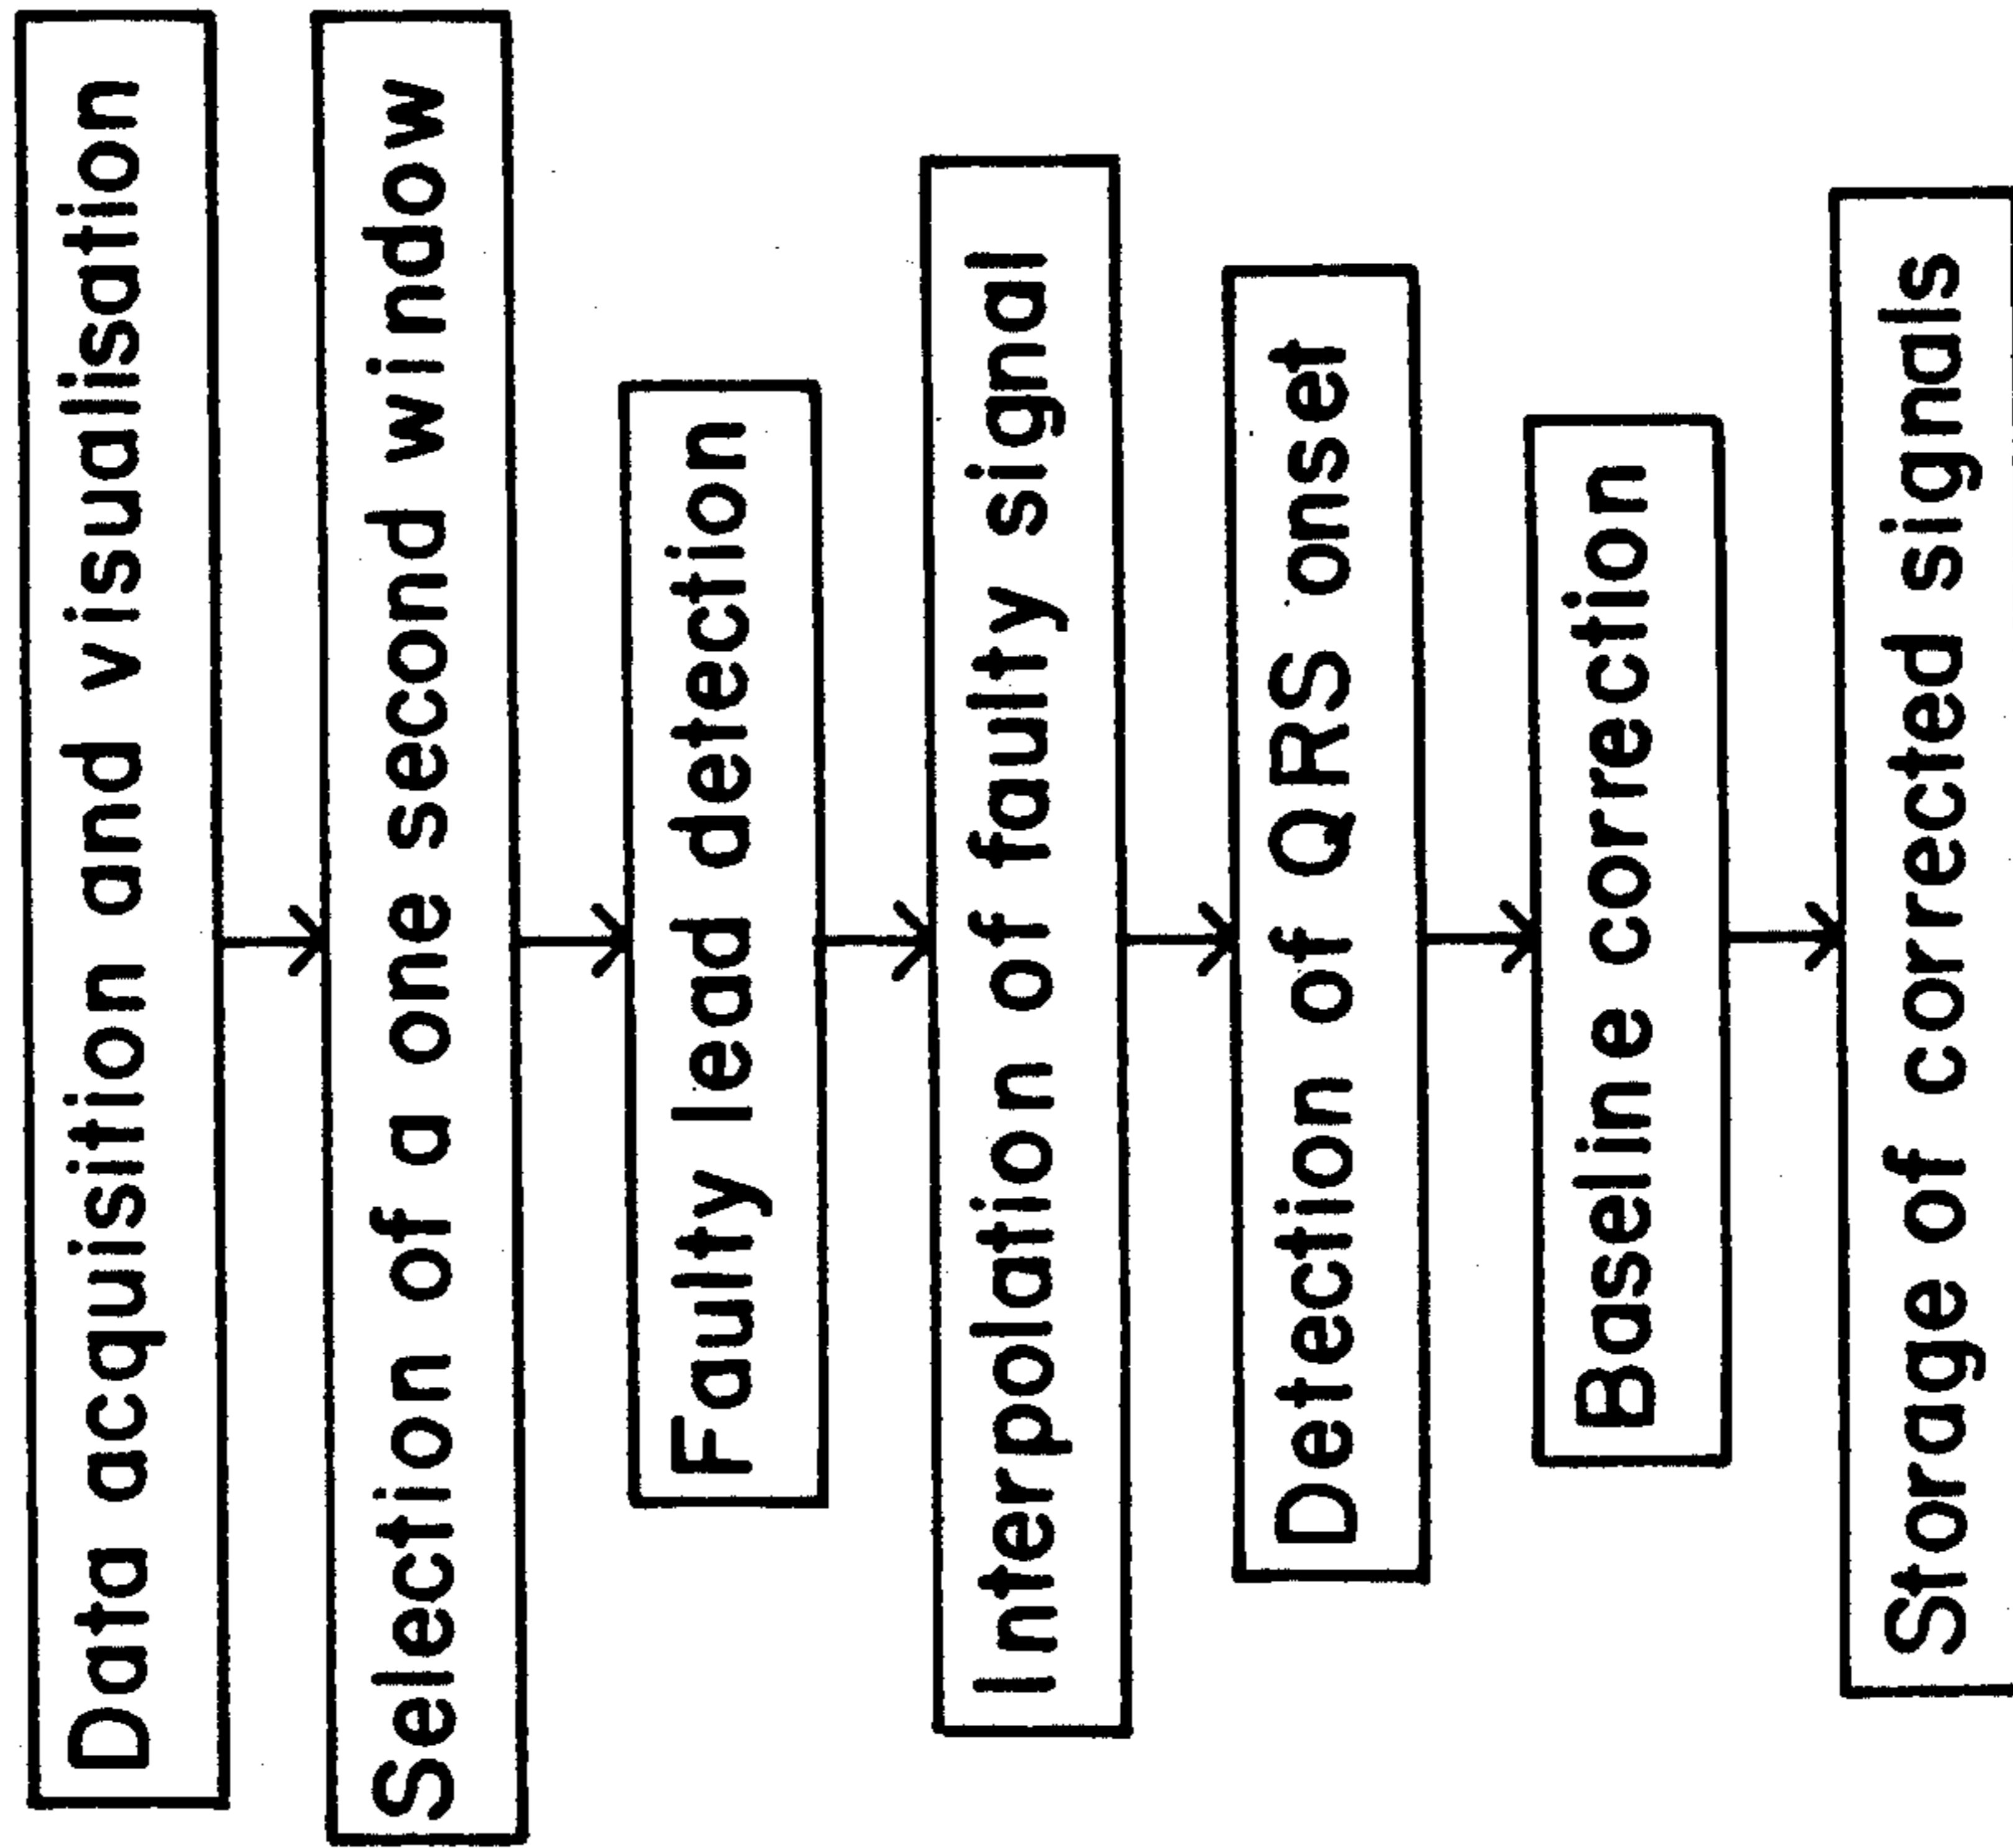 Data acquisition and visualisation
Selection of a one second window
Faulty lead detection
Interpolation of faulty signal
Detection of QRS onset
Baseline correction
Storage of corrected signals